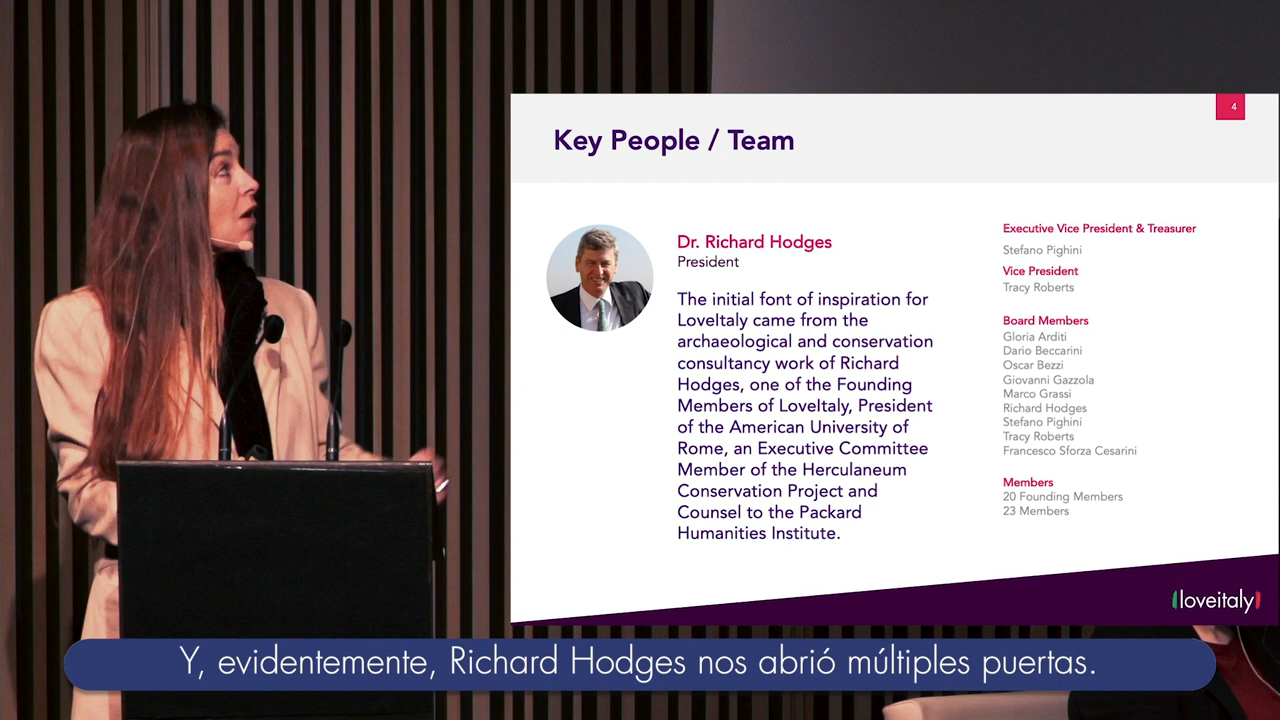 4
Key People / Team
Dr. Richard Hodges
President
The initial font of inspiration for
LoveItaly came from the
archaeological and conservation
consultancy work of Richard
Hodges, one of the Founding
Members of LoveItaly, President
of the American University of
Rome, an Executive Committee
Member of the Herculaneum
Conservation Project and
Counsel to the Packard
Humanities Institute.
Executive Vice President & Treasurer
Stefano Pighini
Vice President
Tracy Roberts
Board Members
Gloria Arditi
Dario Beccarini
Oscar Bezzi
Giovanni Gazzola
Marco Grassi
Richard Hodges
Stefano Pighini
Tracy Roberts
Francesco Sforza Cesarini
Members
20 Founding Members
23 Members
loveitaly
Y, evidentemente, Richard Hodges nos abrió múltiples puertas.